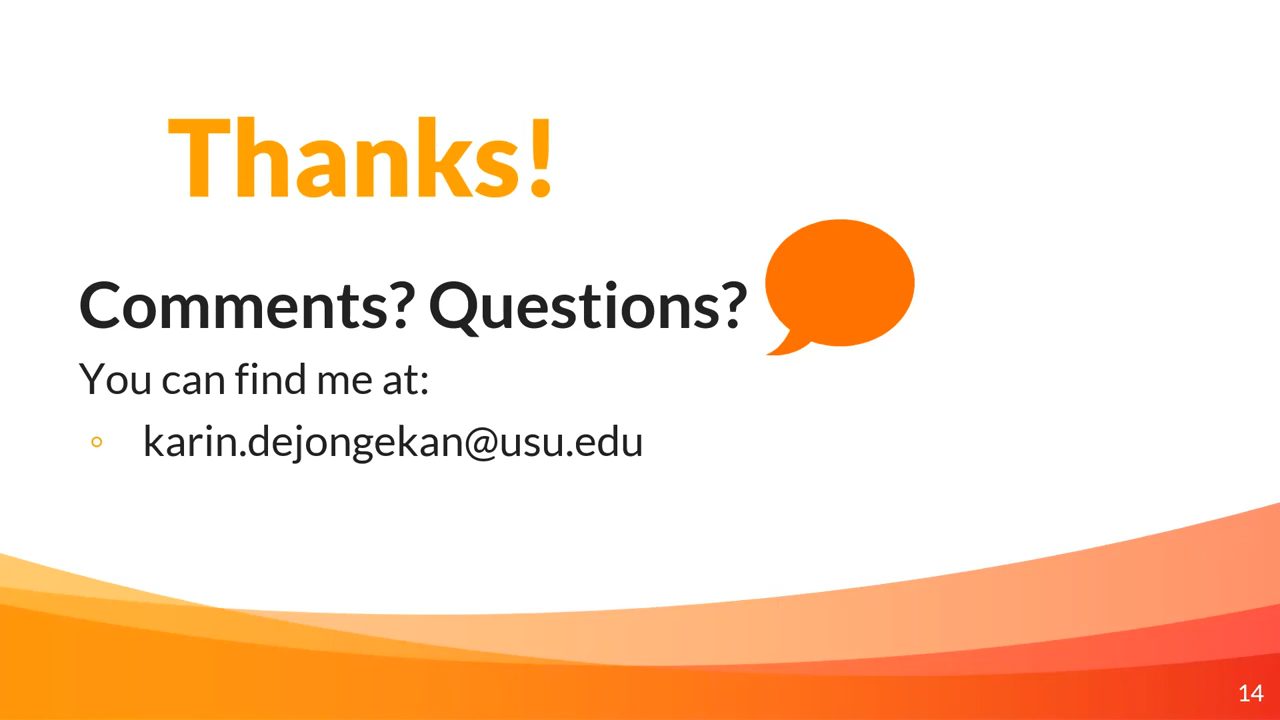 Thanks!
Comments? Questions?
You can find me at:
karin.dejongekan@usu.edu
14